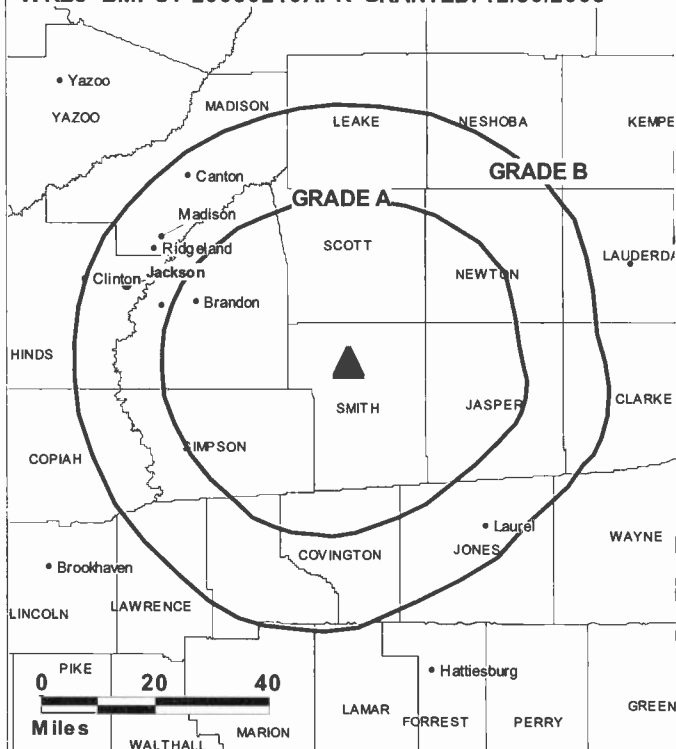 Yazoo
YAZOO
MADISON
LEAKE
NESHOBA
KEMPE
GRADE B
Canton
GRADE A
Madison
Ridgeland
SCOTT
LAUDERDA
Clinton
Jackson
NEWTON
Brandon
HINDS
SMITH
JASPER
CLARKE
SIMPSON
COPIAH
Laurel
WAYNE
COVINGTON
JONES
Brookhaven
LINCOLN
LAWRENCE
PIKE
Hattiesburg
0 20 40
Miles
LAMAR
FORREST
PERRY
GREEN
MARION
WALTHALL